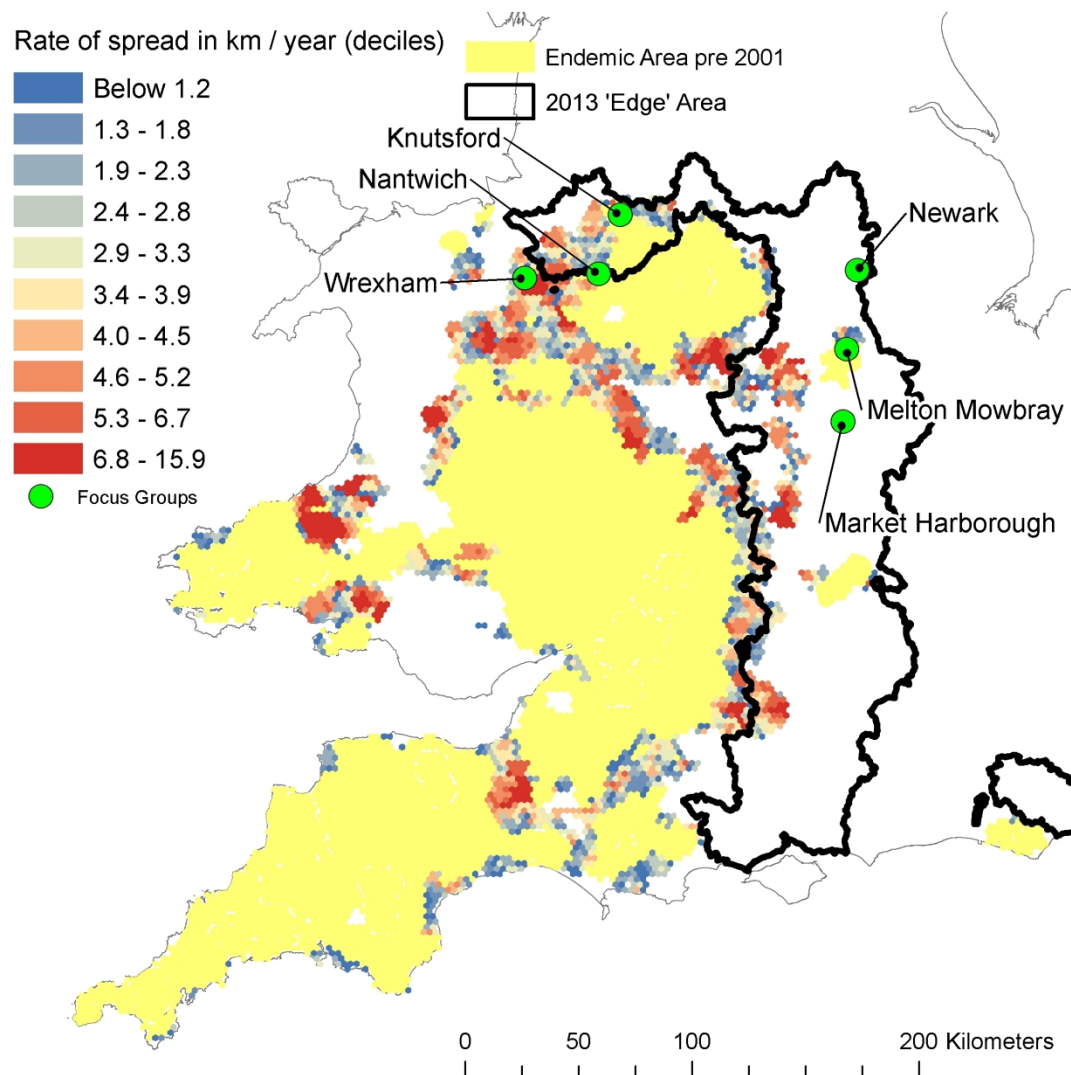 Rate of spread in km / year (deciles)
Below 1.2
1.3 - 1.8
1.9 - 2.3
2.4 - 2.8
2.9 - 3.3
3.4 - 3.9
4.0 - 4.5
4.6 - 5.2
5.3 - 6.7
6.8 - 15.9
Focus Groups
Endemic Area pre 2001
2013 'Edge' Area
Knutsford
Nantwich
Wrexham
Newark
Melton Mowbray
Market Harborough
0 50 100 200 Kilometers